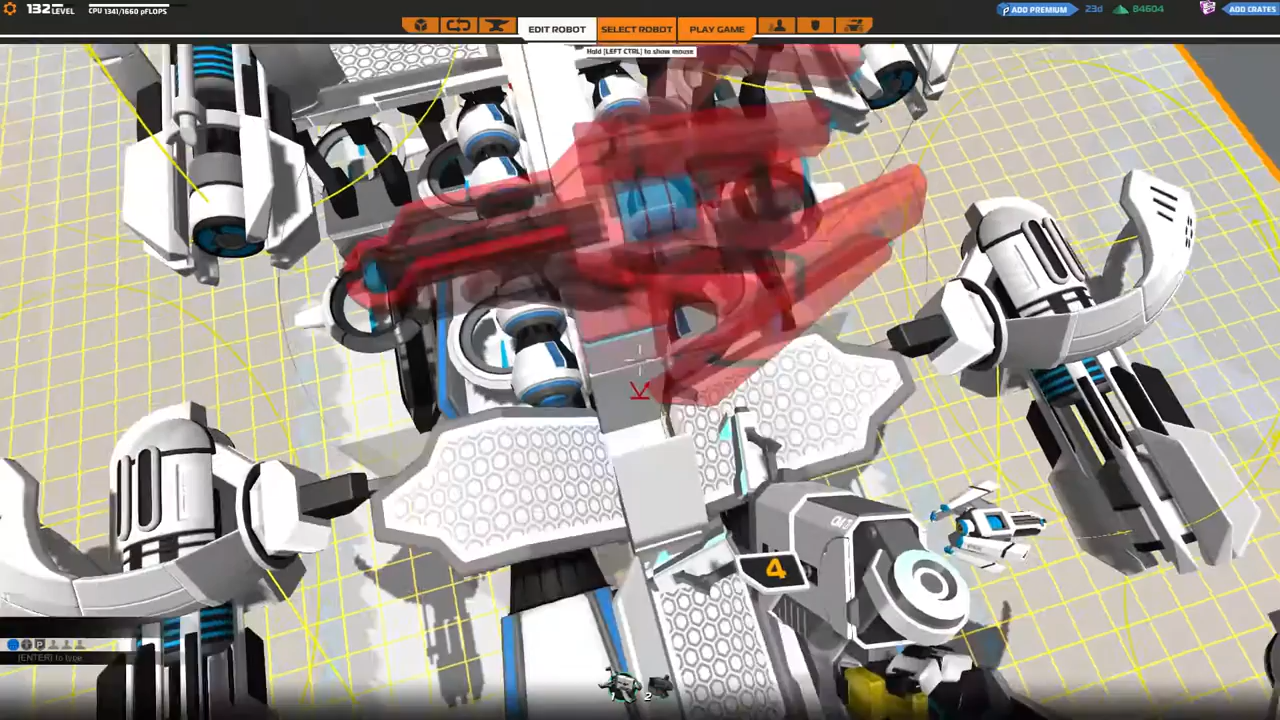 132 LEVEL
CPU 1341/1660 pFLOPS
ADD PREMIUM
23d
84604
ADD CRATES
EDIT ROBOT
SELECT ROBOT
PLAY GAME
Hold [LEFT CTRL] to show mouse
4
[ENTER] to type
1
2